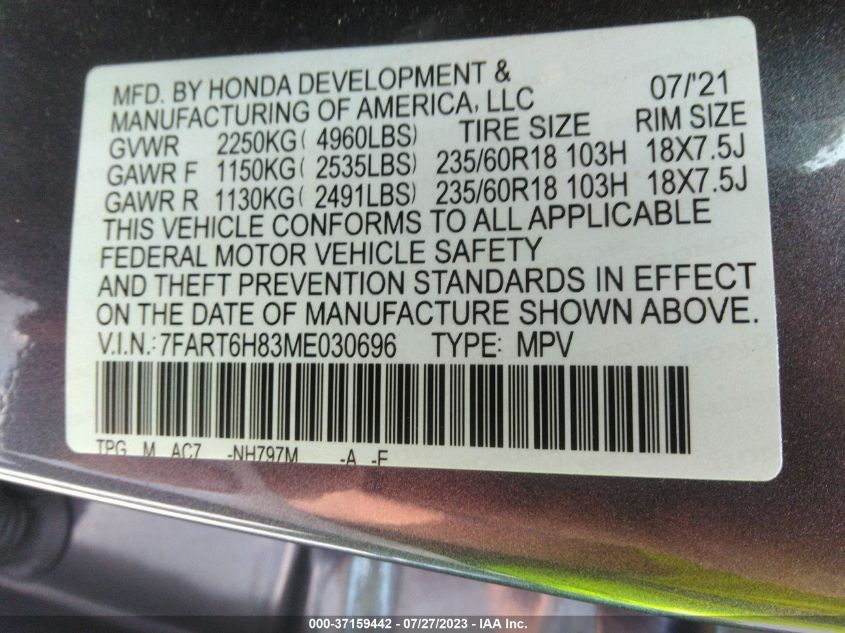 MFD. BY HONDA DEVELOPMENT & 07/'21
MANUFACTURING OF AMERICA, LLC
GVWR 2250KG( 4960LBS) TIRE SIZE RIM SIZE
GAWR F 1150KG( 2535LBS) 235/60R18 103H 18X7.5J
GAWR R 1130KG( 2491LBS) 235/60R18 103H 18X7.5J
THIS VEHICLE CONFORMS TO ALL APPLICABLE
FEDERAL MOTOR VEHICLE SAFETY
AND THEFT PREVENTION STANDARDS IN EFFECT
ON THE DATE OF MANUFACTURE SHOWN ABOVE.
V.I.N.:7FART6H83ME030696 TYPE: MPV
TPG M AC7 -NH797M -A -
000-37159442 - 07/27/2023 - IAA Inc.